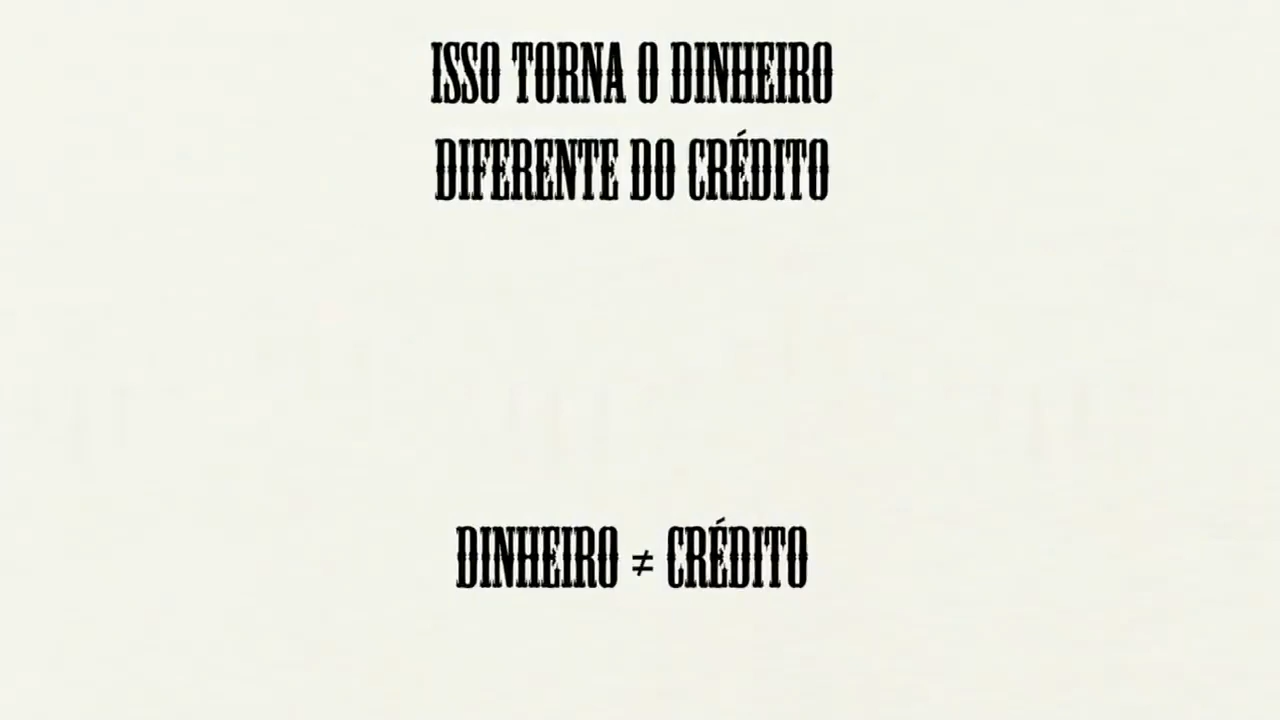 ISSO TORNA O DINHEIRO
DIFERENTE DO CRÉDITO
DINHEIRO ≠ CRÉDITO